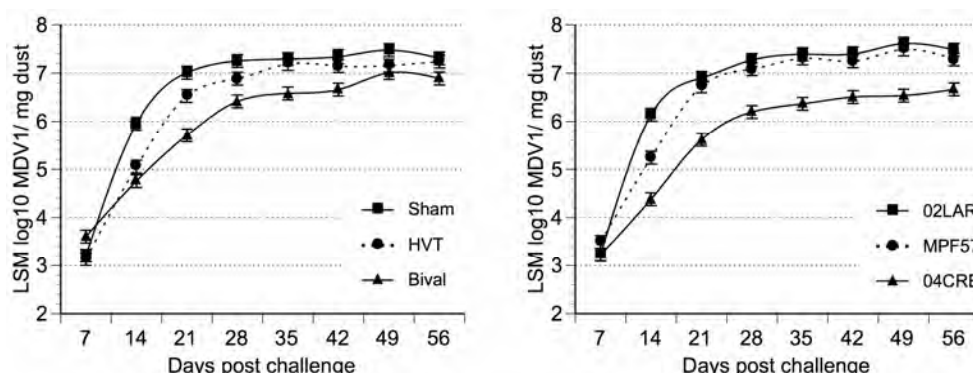 LSM log10 MDV1/ mg dust
8
7
6
5
4
3
2
Sham
HVT
Bival
7 14 21 28 35 42 49 56
Days post challenge
LSM log10 MDV1/ mg dust
8
7
6
5
4
3
2
02LAR
MPF57
04CRE
7 14 21 28 35 42 49 56
Days post challenge